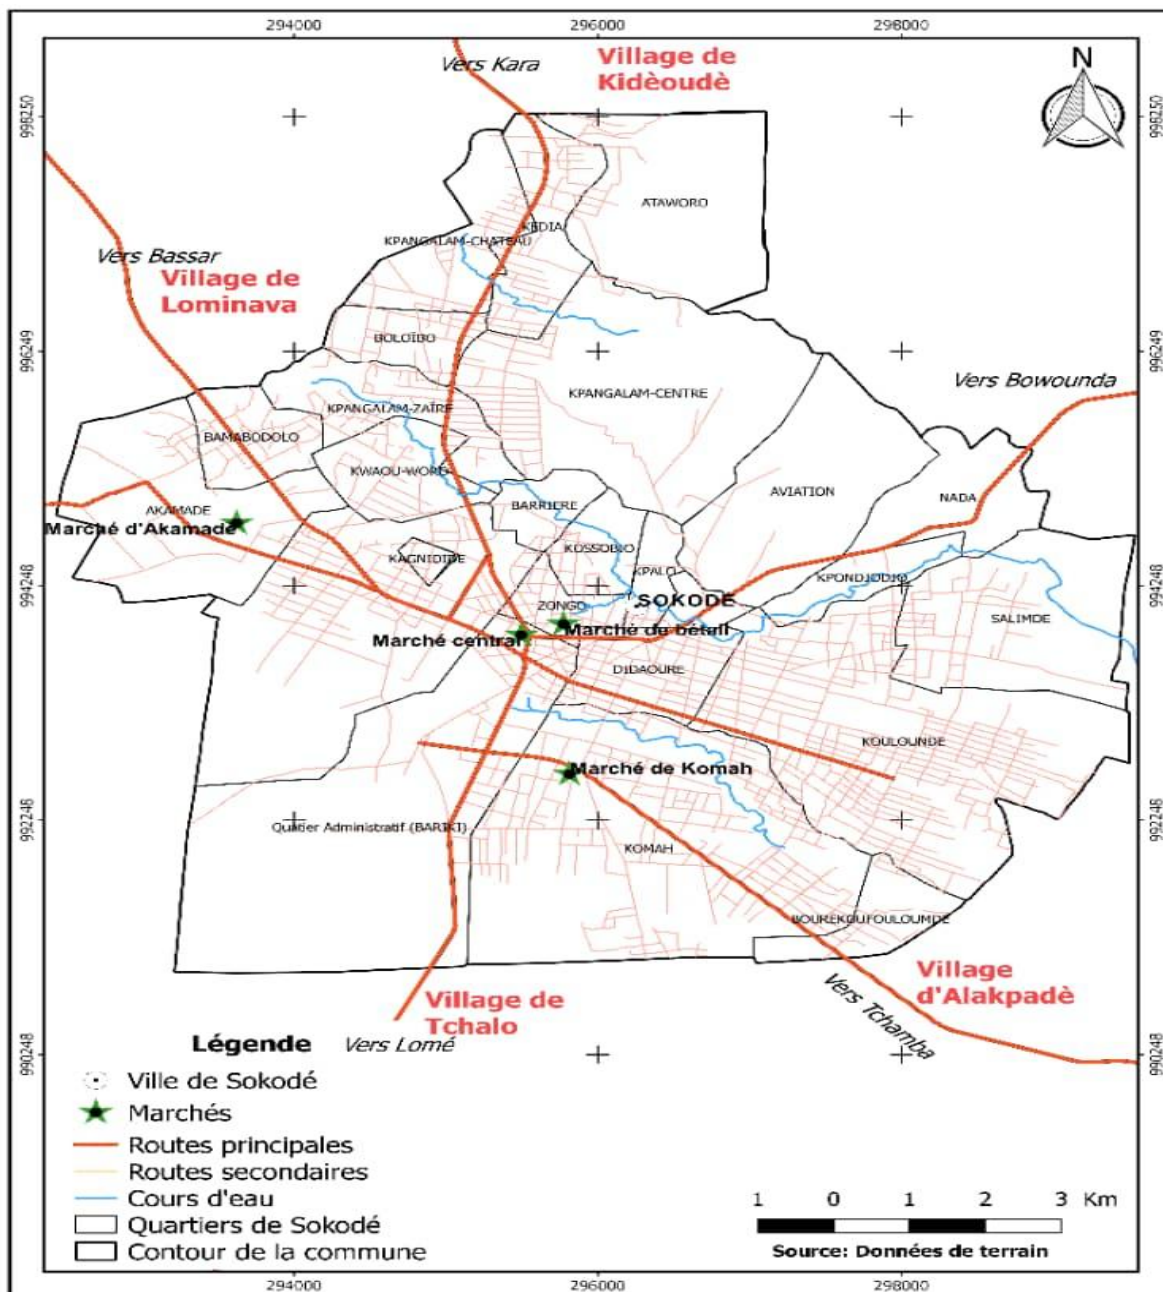 294000
296000
298000
Vers Kara
Village de
Kidèoudè
N
998250
998250
ATAWORO
KEDIA
KPANGALAM-CHATEAU
Vers Bassar
Village de
Lominava
BOLOÏBO
996249
996249
Vers Bowounda
KPANGALAM-CENTRE
KPANGALAM-ZAÏRE
BAMABODOLO
KWAOU-WORO
AVIATION
NADA
BARRIERE
AKAMADE
Marché d'Akamade
KOSSOBIO
KAGNIDIDE
KPALO
KPONDJODJO
994248
994248
SOKODE
ZONGO
SALIMDE
Marché de bétail
Marché central
DIDAOURE
KOULOUNDE
Marché de Komah
992248
992248
Quatier Administratif (BARIKI)
KOMAH
BOUREKOUFOULOUMDE
Village
d'Alakpadè
Vers Tchamba
Village de
Tchalo
Vers Lomé
990248
990248
Légende
Ville de Sokodé
Marchés
Routes principales
Routes secondaires
Cours d'eau
Quartiers de Sokodé
Contour de la commune
1 0 1 2 3 Km
Source: Données de terrain
294000
296000
298000